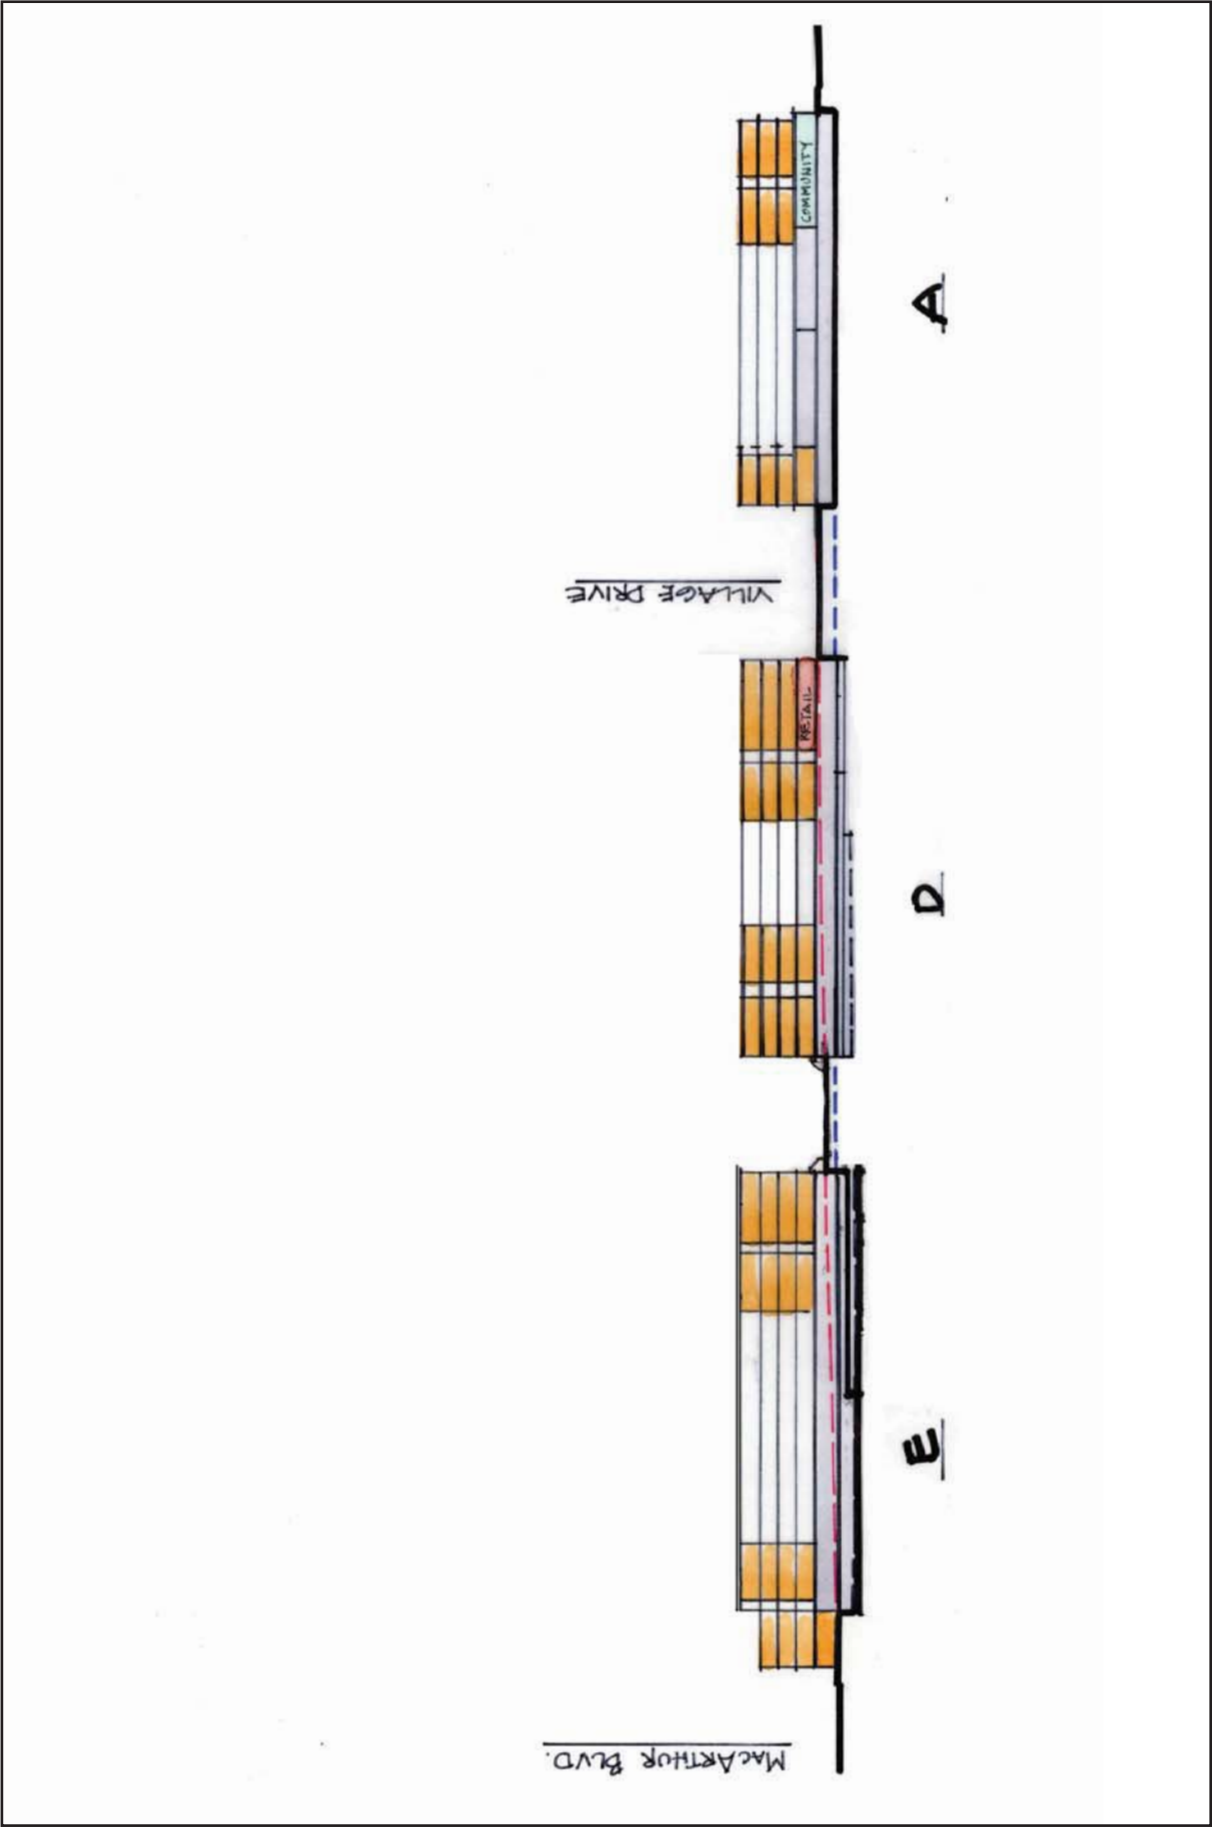 COMMUNITY
A
VILLAGE DRIVE
RETAIL
D
E
MACARTHUR BLVD.